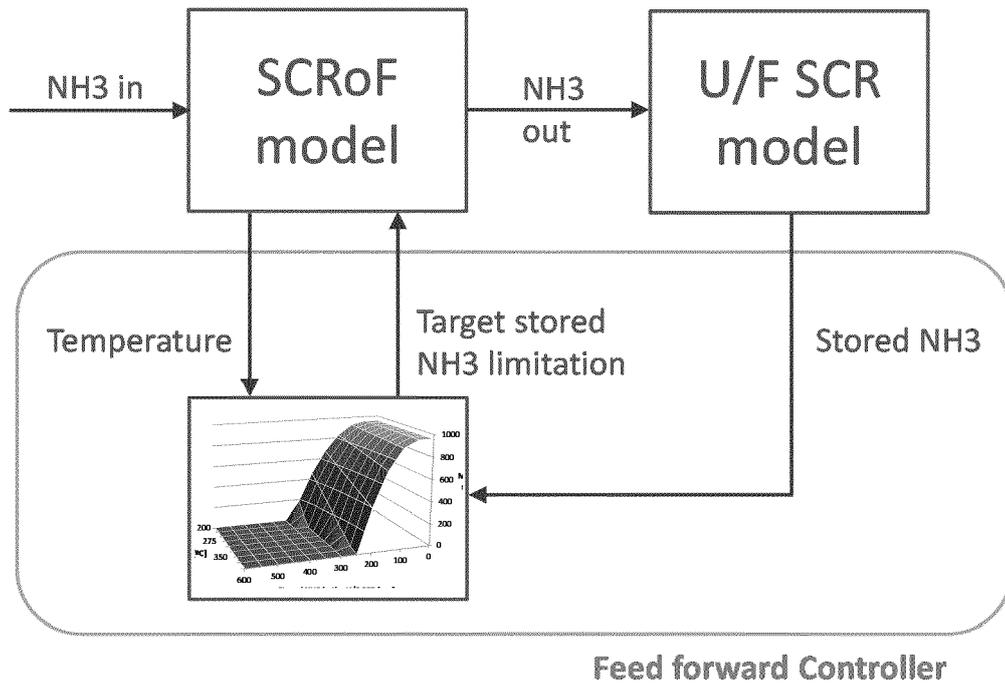 NH3 in
SCRoF
model
NH3
out
U/F SCR
model
Temperature
Target stored
NH3 limitation
Stored NH3
1000
800
600
400
200
0
200
275
350
600
500
400
300
200
100
0
Feed forward Controller